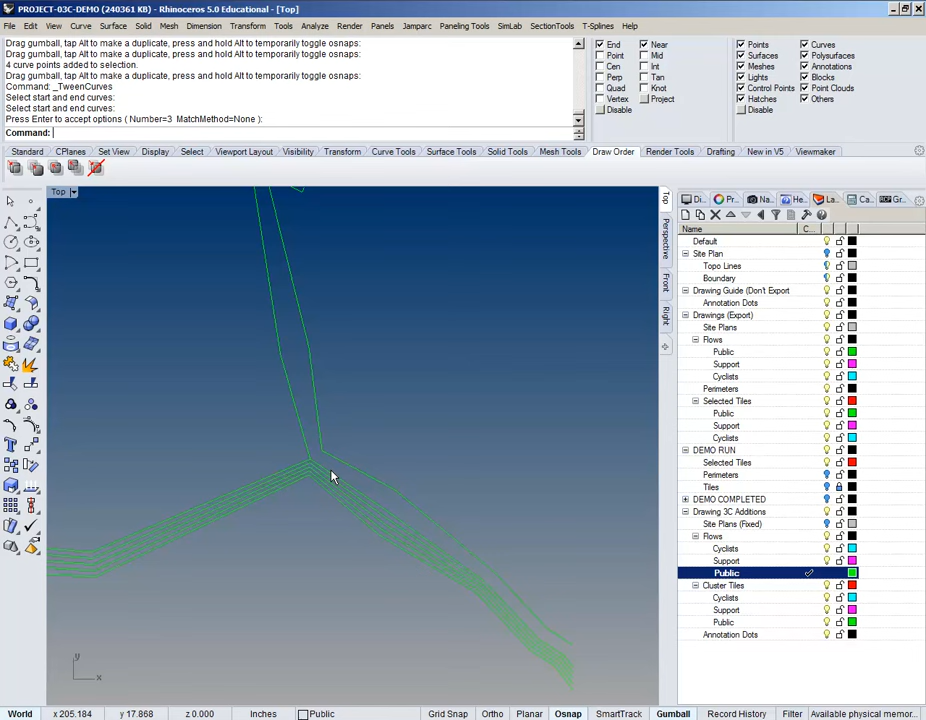 PROJECT-03C-DEMO (240361 KB) - Rhinoceros 5.0 Educational - [Top]
File Edit View Curve Surface Solid Mesh Dimension Transform Tools Analyze Render Panels Jamparc Paneling Tools SimLab SectionTools T-Splines Help
Drag gumball, tap Alt to make a duplicate, press and hold Alt to temporarily toggle osnaps:
Drag gumball, tap Alt to make a duplicate, press and hold Alt to temporarily toggle osnaps:
4 curve points added to selection.
Drag gumball, tap Alt to make a duplicate, press and hold Alt to temporarily toggle osnaps:
Command: _TweenCurves
Select start and end curves:
Select start and end curves:
Press Enter to accept options ( Number=3 MatchMethod=None ):
Command:
End Near
Point Mid
Cen Int
Perp Tan
Quad Knot
Vertex Project
Disable
Points Curves
Surfaces Polysurfaces
Meshes Annotations
Lights Blocks
Control Points Point Clouds
Hatches Others
Disable
Standard CPlanes Set View Display Select Viewport Layout Visibility Transform Curve Tools Surface Tools Solid Tools Mesh Tools Draw Order Render Tools Drafting New in V5 Viewmaker
Top
Top
Perspective
Front
Right
Di... Pr... Na... He... La... Ca... Gr...
Name C...
Default
Site Plan
Topo Lines
Boundary
Drawing Guide (Don't Export
Annotation Dots
Drawings (Export)
Site Plans
Rows
Public
Support
Cyclists
Perimeters
Selected Tiles
Public
Support
Cyclists
DEMO RUN
Selected Tiles
Perimeters
Tiles
DEMO COMPLETED
Drawing 3C Additions
Site Plans (Fixed)
Rows
Cyclists
Support
Public
Cluster Tiles
Cyclists
Support
Public
Annotation Dots
y
x
World x 205.184 y 17.868 z 0.000 Inches Public Grid Snap Ortho Planar Osnap SmartTrack Gumball Record History Filter Available physical memor...